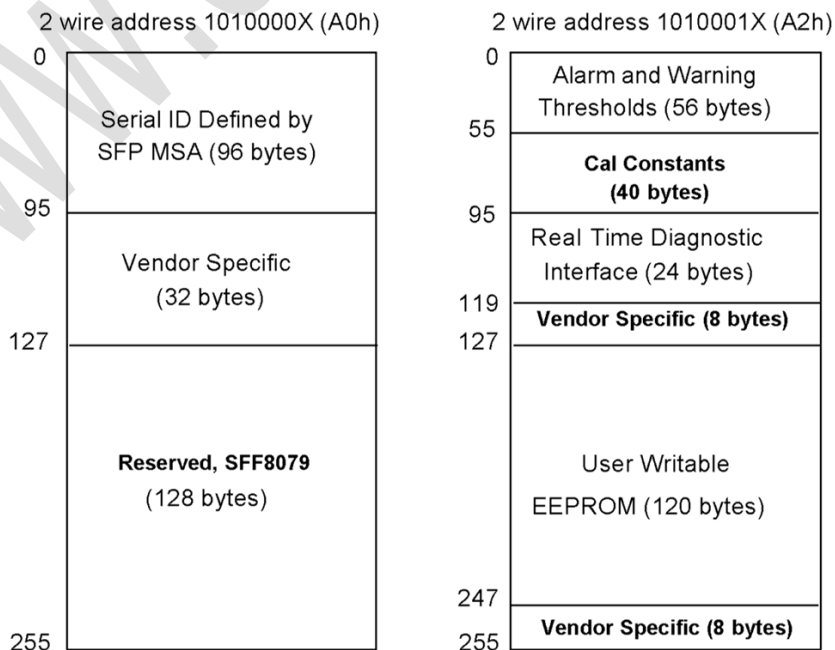 2 wire address 1010000X (A0h)
0
Serial ID Defined by
SFP MSA (96 bytes)
95
Vendor Specific
(32 bytes)
127
Reserved, SFF8079
(128 bytes)
255
2 wire address 1010001X (A2h)
0
Alarm and Warning
Thresholds (56 bytes)
55
Cal Constants
(40 bytes)
95
Real Time Diagnostic
Interface (24 bytes)
119
Vendor Specific (8 bytes)
127
User Writable
EEPROM (120 bytes)
247
Vendor Specific (8 bytes)
255